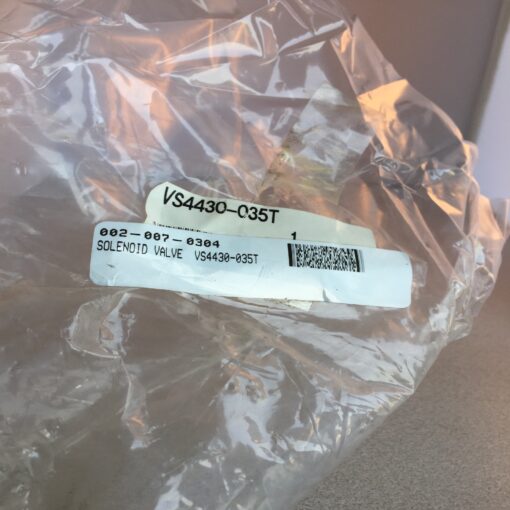 VS4430-035T
1
002-007-0304
SOLENOID VALVE VS4430-035T